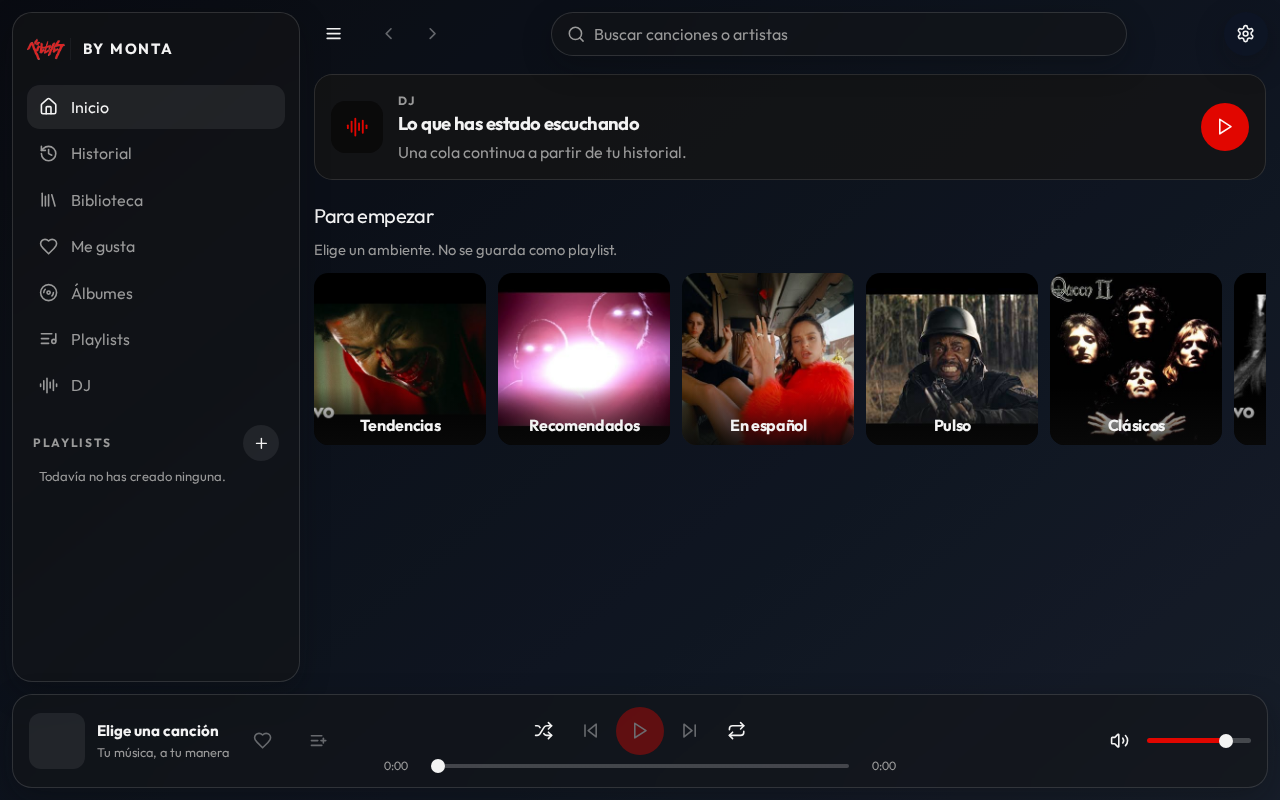 BY MONTA
Inicio
Historial
Biblioteca
Me gusta
Álbumes
Playlists
DJ
PLAYLISTS
Todavía no has creado ninguna.
Buscar canciones o artistas
DJ
Lo que has estado escuchando
Una cola continua a partir de tu historial.
Para empezar
Elige un ambiente. No se guarda como playlist.
vo
Tendencias
Recomendados
En español
Pulso
Queen II
Clásicos
vo
Elige una canción
Tu música, a tu manera
0:00
0:00